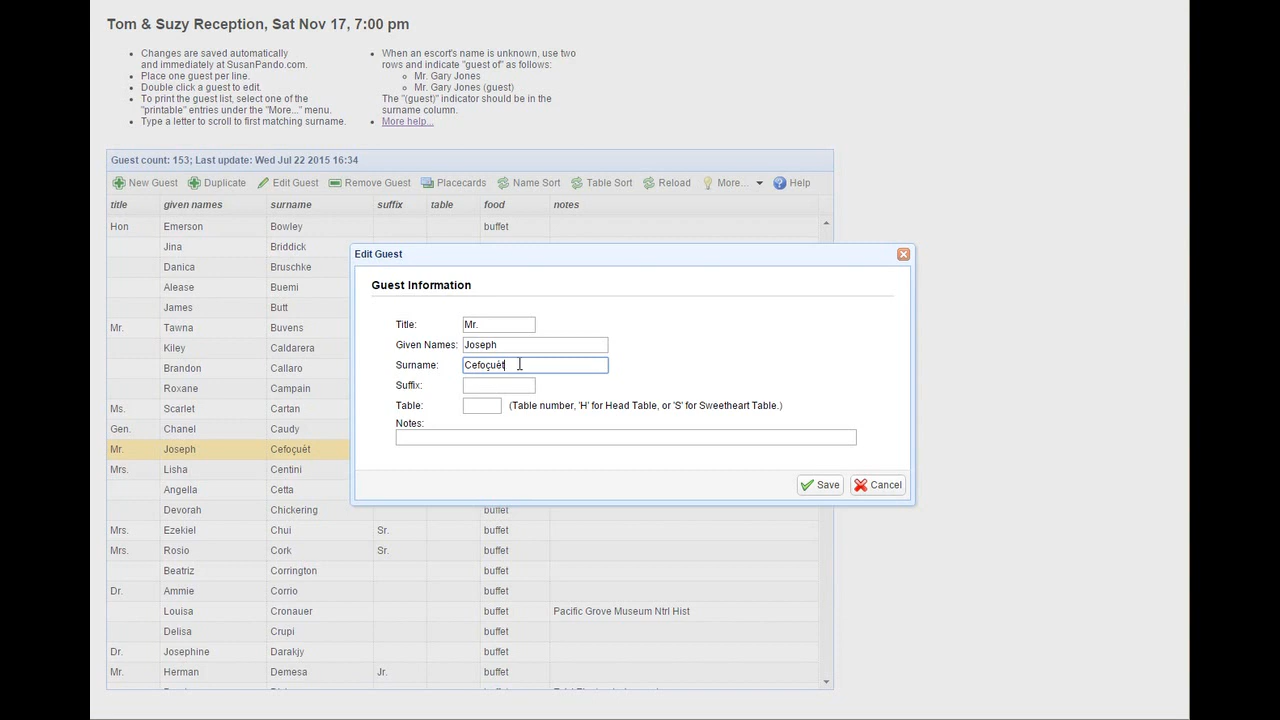 Tom & Suzy Reception, Sat Nov 17, 7:00 pm
Changes are saved automatically
and immediately at SusanPando.com.
Place one guest per line.
Double click a guest to edit.
To print the guest list, select one of the
"printable" entries under the "More..." menu.
Type a letter to scroll to first matching surname.
When an escort's name is unknown, use two
rows and indicate "guest of" as follows:
Mr. Gary Jones
Mr. Gary Jones (guest)
The "(guest)" indicator should be in the
surname column.
More help...
Guest count: 153; Last update: Wed Jul 22 2015 16:34
New Guest Duplicate Edit Guest Remove Guest Placecards Name Sort Table Sort Reload More... Help
title given names surname suffix table food notes
Hon Emerson Bowley buffet
Jina Briddick
Danica Bruschke
Alease Buemi
James Butt
Mr. Tawna Buvens
Kiley Caldarera
Brandon Callaro
Roxane Campain
Ms. Scarlet Cartan
Gen. Chanel Caudy
Mr. Joseph Cefoçuét
Mrs. Lisha Centini
Angella Cetta
Devorah Chickering buffet
Mrs. Ezekiel Chui Sr. buffet
Mrs. Rosio Cork Sr. buffet
Beatriz Corrington buffet
Dr. Ammie Corrio buffet
Louisa Cronauer buffet Pacific Grove Museum Ntrl Hist
Delisa Crupi buffet
Dr. Josephine Darakjy buffet
Mr. Herman Demesa Jr. buffet
Edit Guest
Guest Information
Title: Mr.
Given Names: Joseph
Surname: Cefoçuét
Suffix:
Table: (Table number, 'H' for Head Table, or 'S' for Sweetheart Table.)
Notes:
Save Cancel